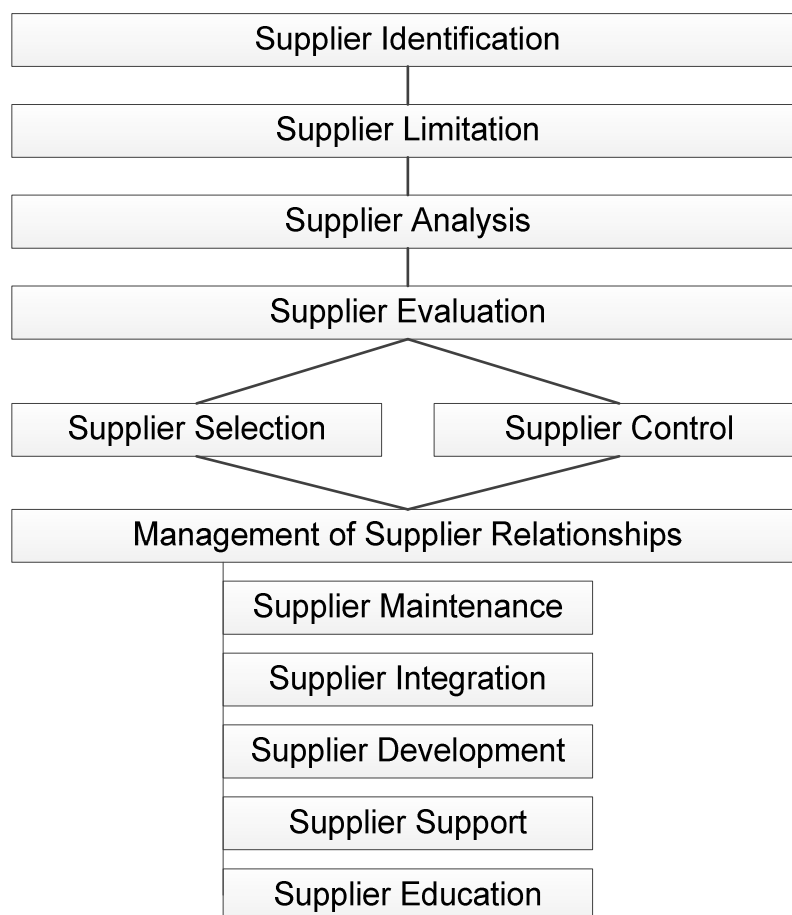 Supplier Identification
Supplier Limitation
Supplier Analysis
Supplier Evaluation
Supplier Selection
Supplier Control
Management of Supplier Relationships
Supplier Maintenance
Supplier Integration
Supplier Development
Supplier Support
Supplier Education